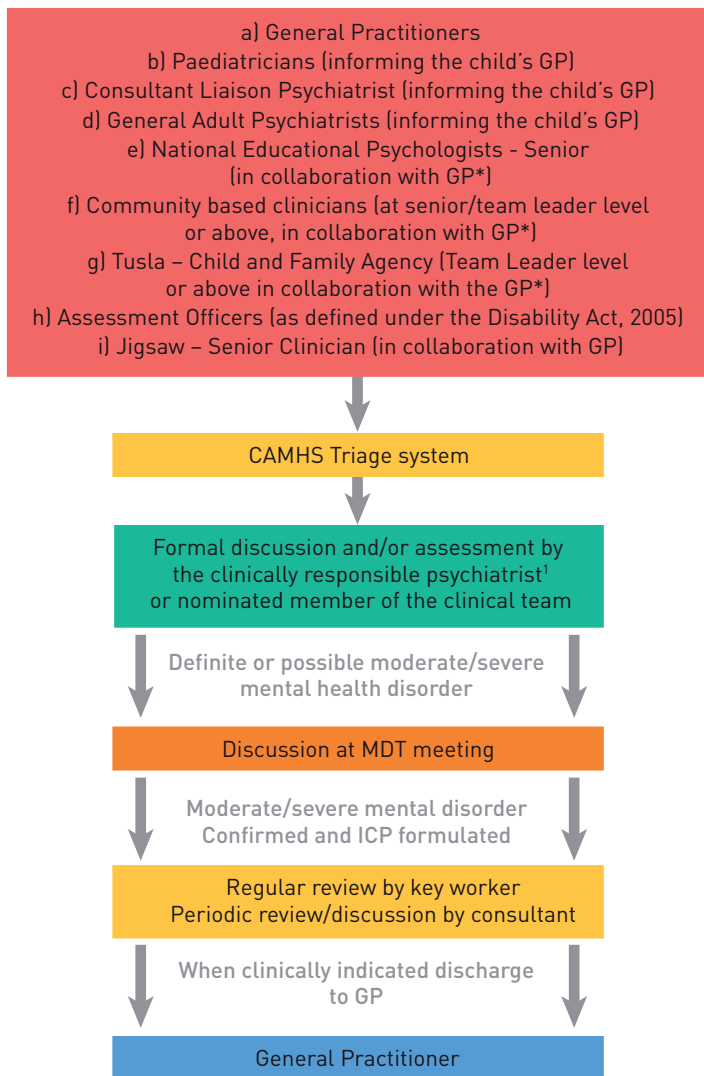 a) General Practitioners
b) Paediatricians (informing the child’s GP)
c) Consultant Liaison Psychiatrist (informing the child’s GP)
d) General Adult Psychiatrists (informing the child’s GP)
e) National Educational Psychologists - Senior
(in collaboration with GP*)
f) Community based clinicians (at senior/team leader level
or above, in collaboration with GP*)
g) Tusla – Child and Family Agency (Team Leader level
or above in collaboration with the GP*)
h) Assessment Officers (as defined under the Disability Act, 2005)
i) Jigsaw – Senior Clinician (in collaboration with GP)
CAMHS Triage system
Formal discussion and/or assessment by
the clinically responsible psychiatrist¹
or nominated member of the clinical team
Definite or possible moderate/severe
mental health disorder
Discussion at MDT meeting
Moderate/severe mental disorder
Confirmed and ICP formulated
Regular review by key worker
Periodic review/discussion by consultant
When clinically indicated discharge
to GP
General Practitioner